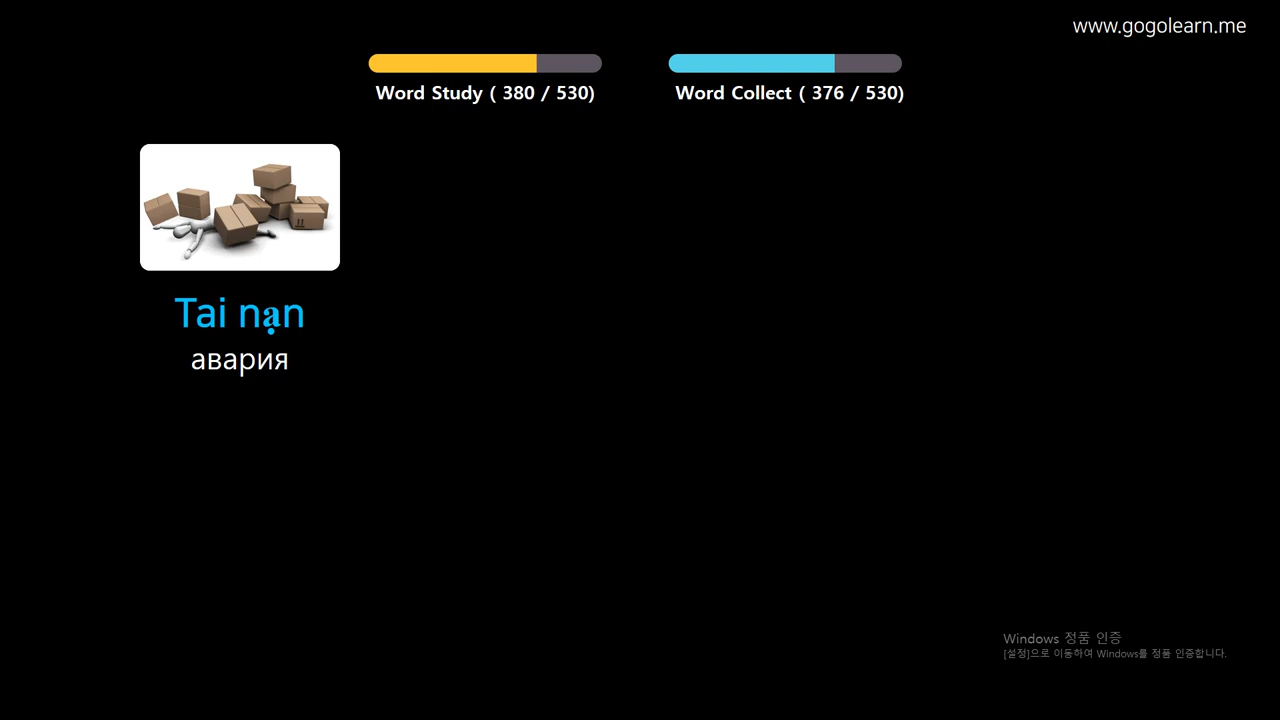 www.gogolearn.me
Word Study ( 380 / 530)
Word Collect ( 376 / 530)
Tai nạn
авария
Windows 정품 인증
[설정]으로 이동하여 Windows를 정품 인증합니다.